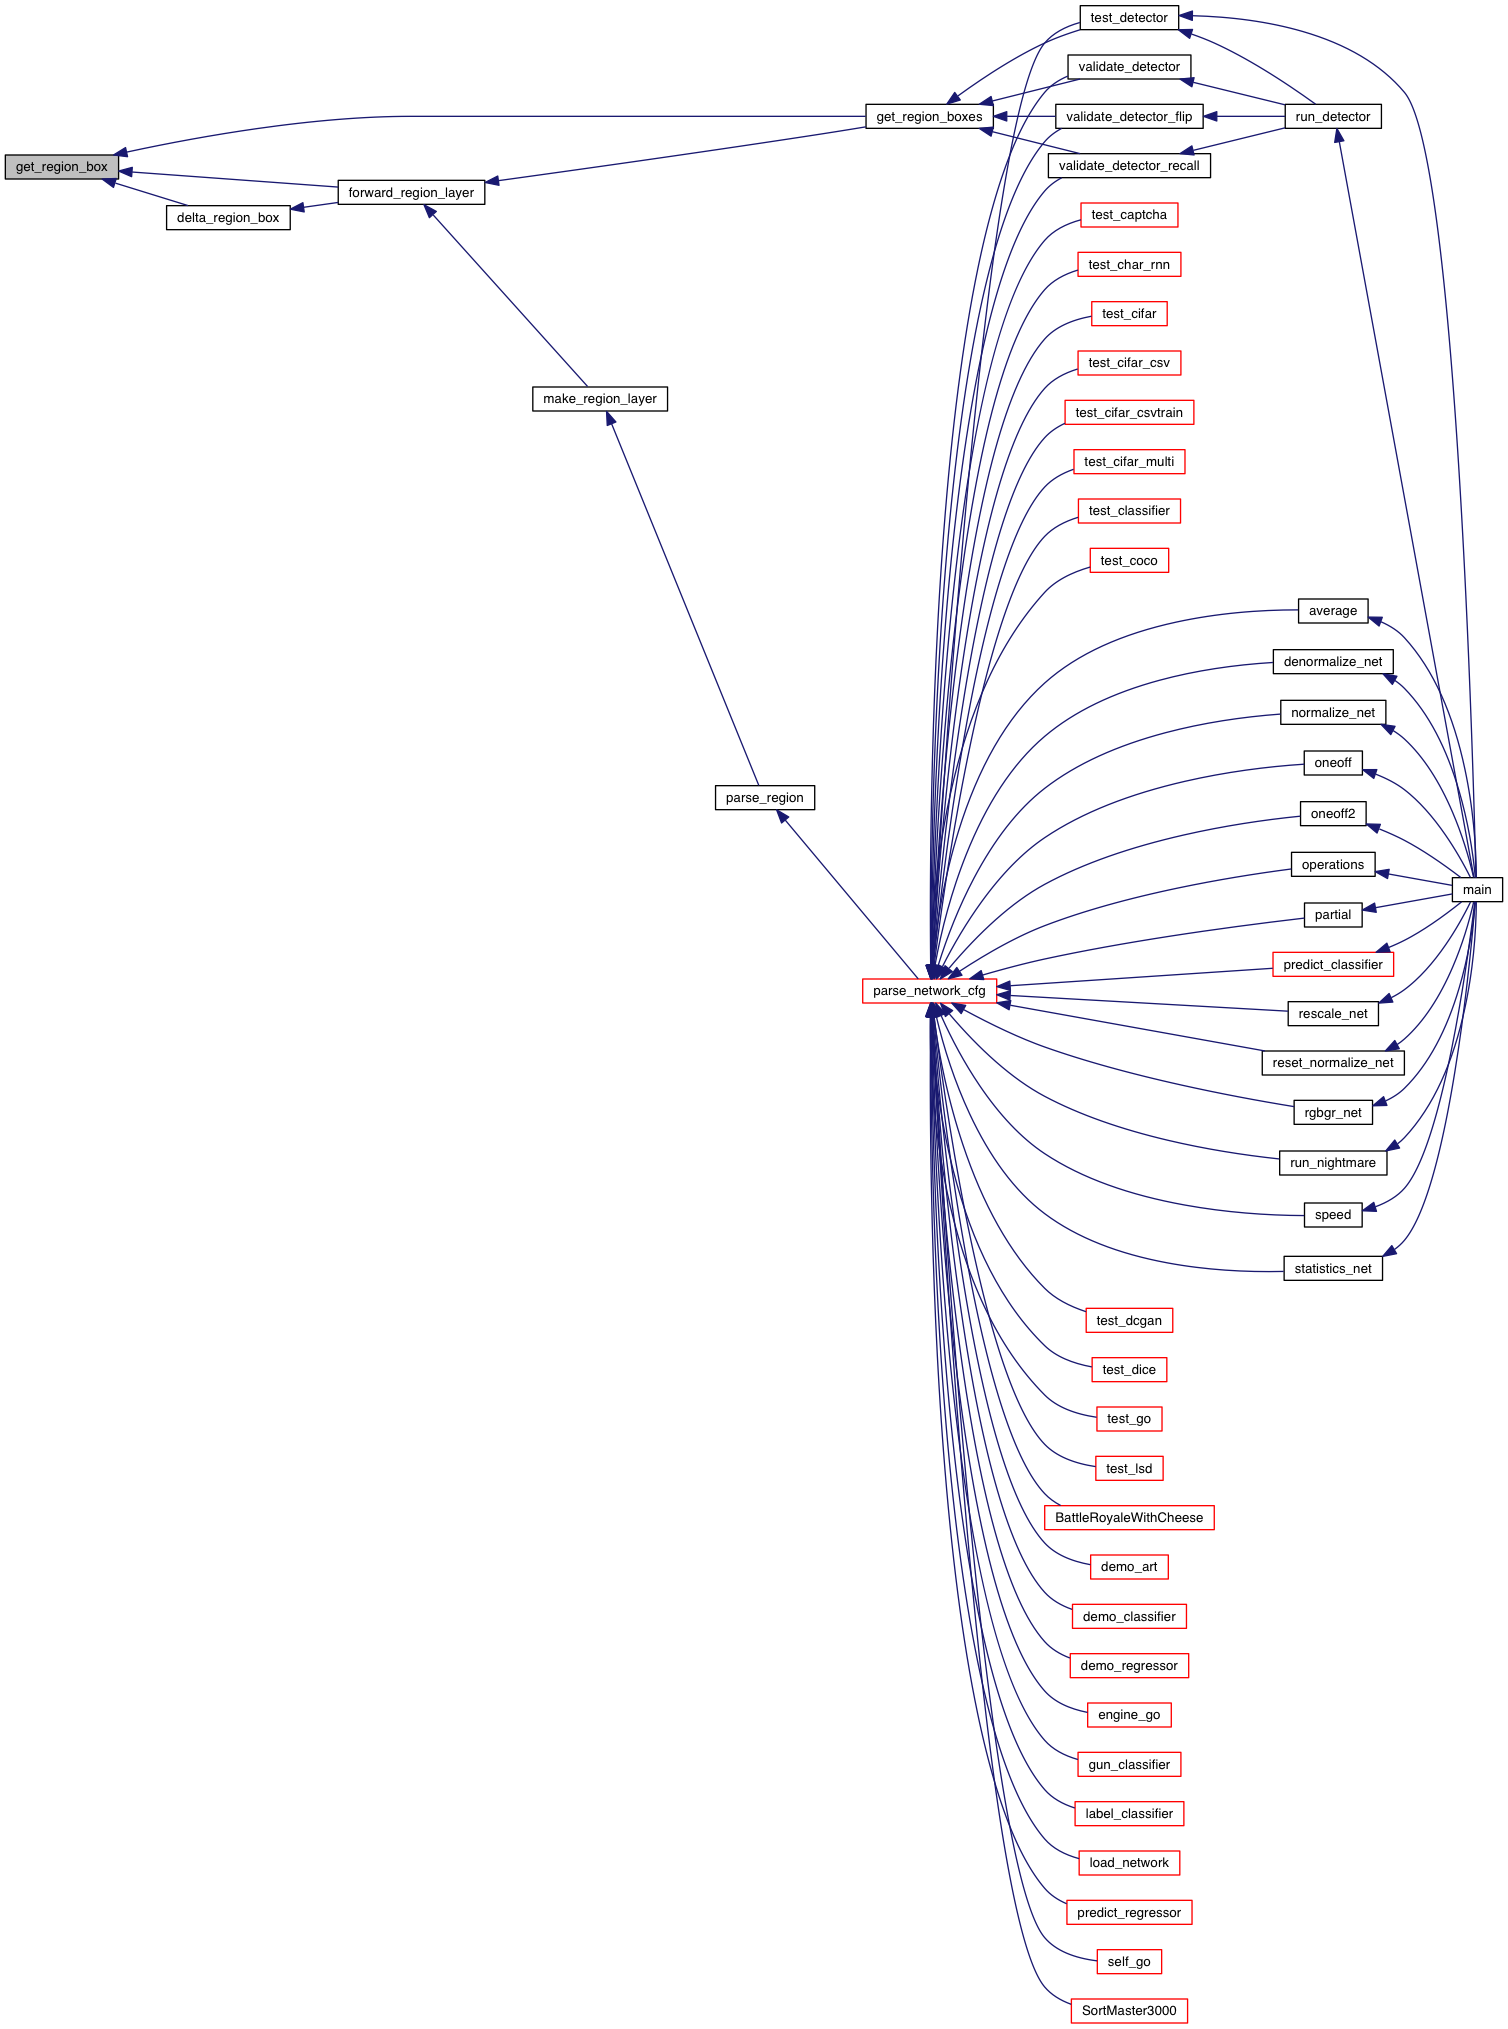 test_detector
validate_detector
get_region_boxes
validate_detector_flip
run_detector
get_region_box
validate_detector_recall
forward_region_layer
delta_region_box
test_captcha
test_char_rnn
test_cifar
test_cifar_csv
make_region_layer
test_cifar_csvtrain
test_cifar_multi
test_classifier
test_coco
average
denormalize_net
normalize_net
oneoff
parse_region
oneoff2
operations
main
partial
predict_classifier
parse_network_cfg
rescale_net
reset_normalize_net
rgbgr_net
run_nightmare
speed
statistics_net
test_dcgan
test_dice
test_go
test_lsd
BattleRoyaleWithCheese
demo_art
demo_classifier
demo_regressor
engine_go
gun_classifier
label_classifier
load_network
predict_regressor
self_go
SortMaster3000